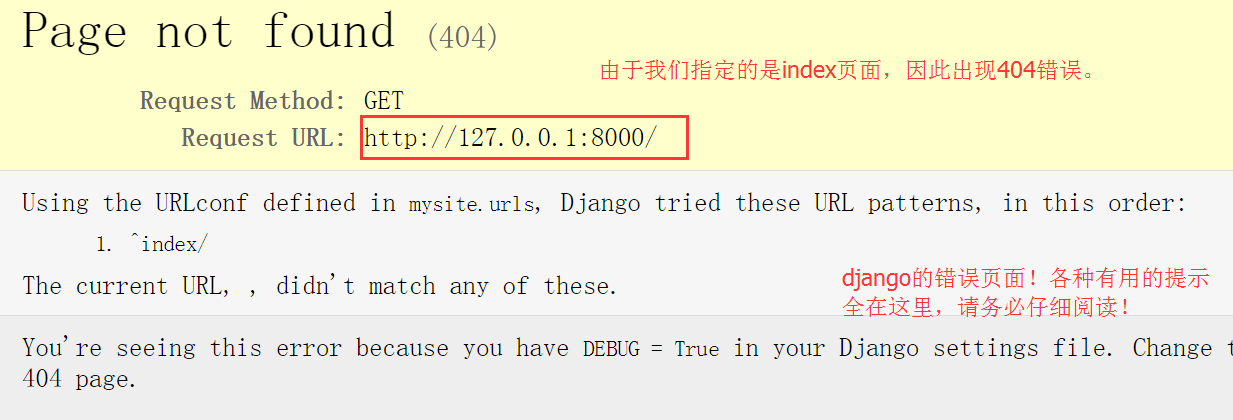 Page not found (404)
由于我们指定的是index页面，因此出现404错误。
Request Method: GET
Request URL: http://127.0.0.1:8000/
Using the URLconf defined in mysite.urls, Django tried these URL patterns, in this order:
1. ^index/
The current URL, , didn't match any of these.
django的错误页面！各种有用的提示
全在这里，请务必仔细阅读！
You're seeing this error because you have DEBUG = True in your Django settings file. Change
404 page.